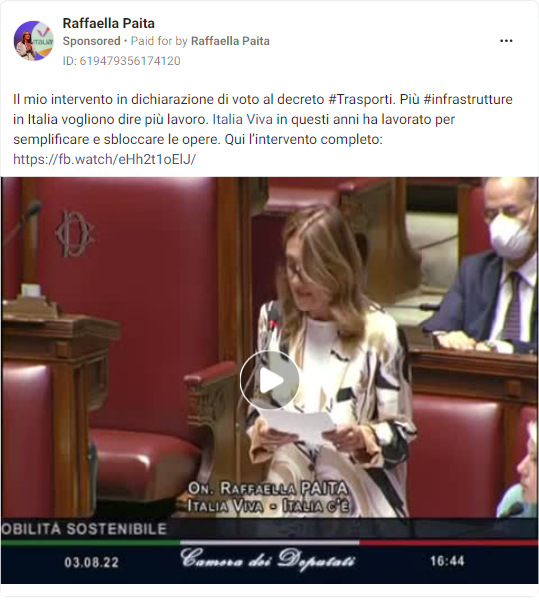 Raffaella Paita
Sponsored • Paid for by Raffaella Paita
ID: 619479356174120
Il mio intervento in dichiarazione di voto al decreto #Trasporti. Più #infrastrutture
in Italia vogliono dire più lavoro. Italia Viva in questi anni ha lavorato per
semplificare e sbloccare le opere. Qui l’intervento completo:
https://fb.watch/eHh2t1oElJ/
On. Raffaella PAITA
Italia Viva - Italia c'è
OBILITÀ SOSTENIBILE
03.08.22
Camera dei Deputati
16:44